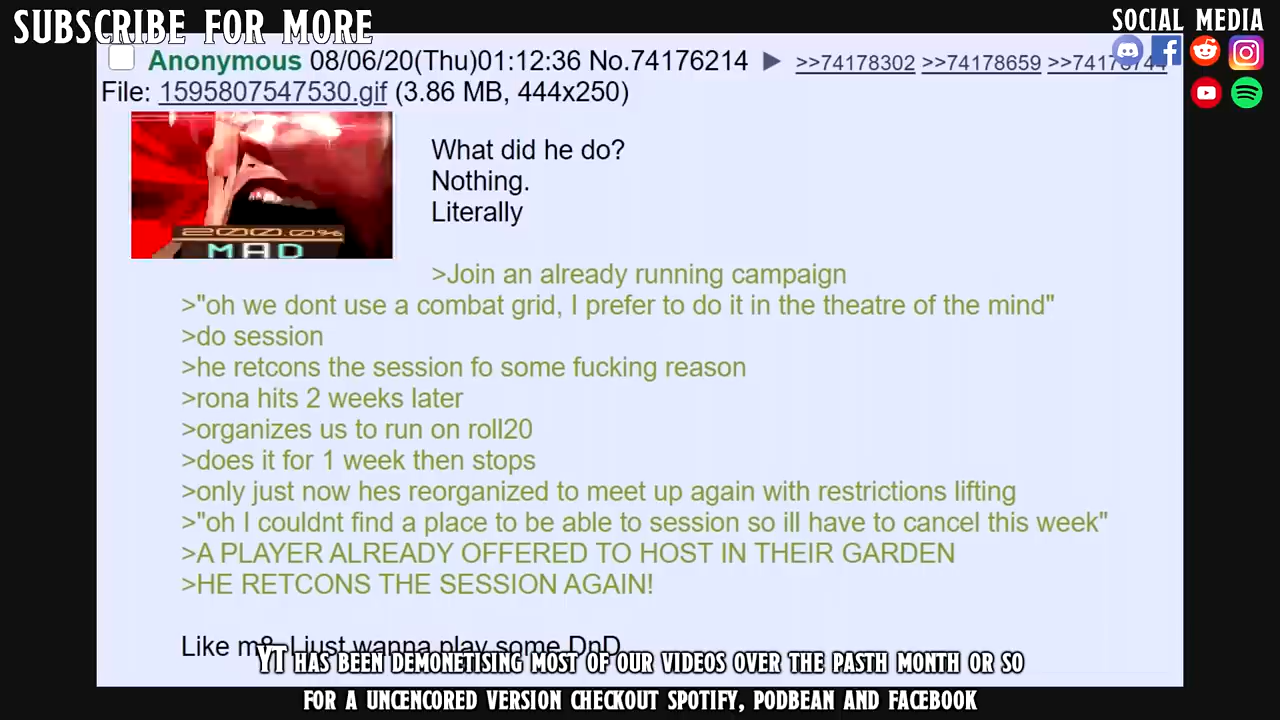 SUBSCRIBE FOR MORE
SOCIAL MEDIA
Anonymous 08/06/20(Thu)01:12:36 No.74176214 ▶ >>74178302 >>74178659
File: 1595807547530.gif (3.86 MB, 444x250)
200.0%
MAD
What did he do?
Nothing.
Literally
>Join an already running campaign
>"oh we dont use a combat grid, I prefer to do it in the theatre of the mind"
>do session
>he retcons the session fo some fucking reason
>rona hits 2 weeks later
>organizes us to run on roll20
>does it for 1 week then stops
>only just now hes reorganized to meet up again with restrictions lifting
>"oh I couldnt find a place to be able to session so ill have to cancel this week"
>A PLAYER ALREADY OFFERED TO HOST IN THEIR GARDEN
>HE RETCONS THE SESSION AGAIN!
Like m8, I just wanna play some DnD
YT HAS BEEN DEMONETISING MOST OF OUR VIDEOS OVER THE PASTH MONTH OR SO
FOR A UNCENCORED VERSION CHECKOUT SPOTIFY, PODBEAN AND FACEBOOK